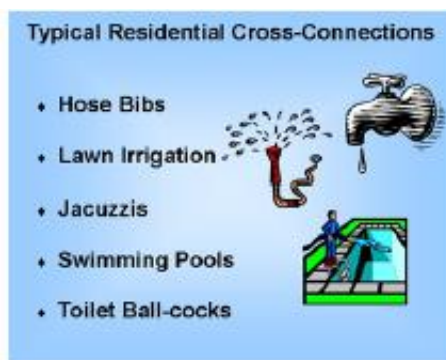 Typical Residential Cross-Connections
⬧ Hose Bibs
⬧ Lawn Irrigation
⬧ Jacuzzis
⬧ Swimming Pools
⬧ Toilet Ball-cocks